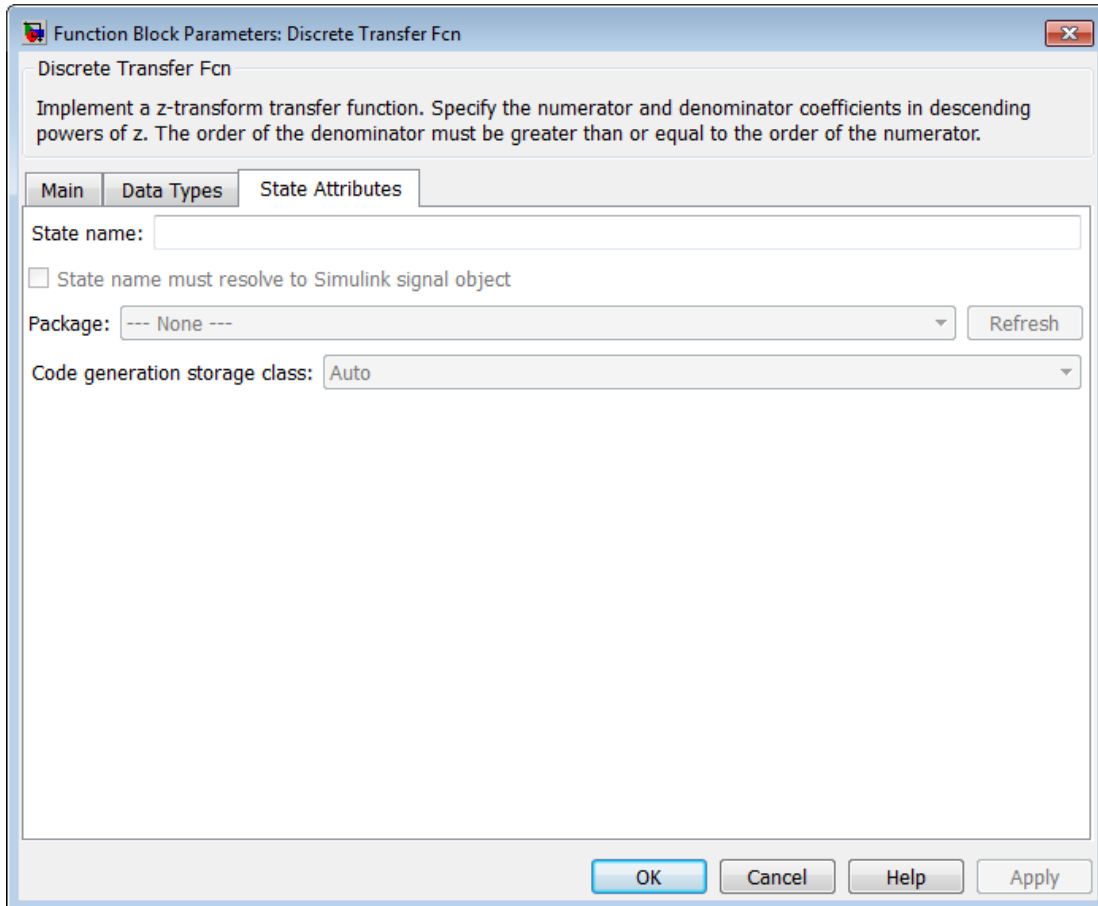 Function Block Parameters: Discrete Transfer Fcn
Discrete Transfer Fcn
Implement a z-transform transfer function. Specify the numerator and denominator coefficients in descending
powers of z. The order of the denominator must be greater than or equal to the order of the numerator.
Main Data Types State Attributes
State name:
State name must resolve to Simulink signal object
Package: --- None --- Refresh
Code generation storage class: Auto
OK Cancel Help Apply